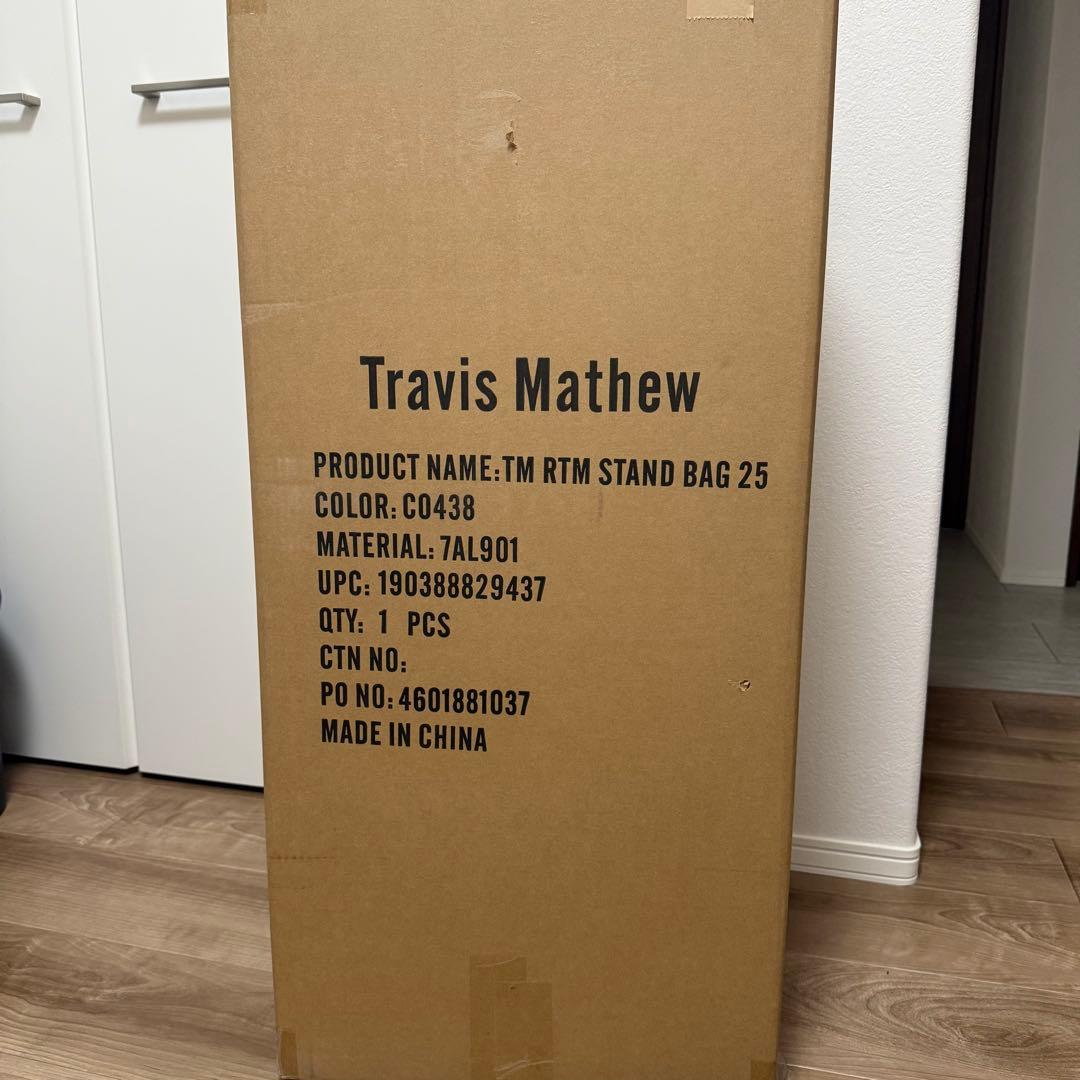 Travis Mathew
PRODUCT NAME:TM RTM STAND BAG 25
COLOR: C0438
MATERIAL: 7AL901
UPC: 190388829437
QTY: 1 PCS
CTN NO:
PO NO: 4601881037
MADE IN CHINA